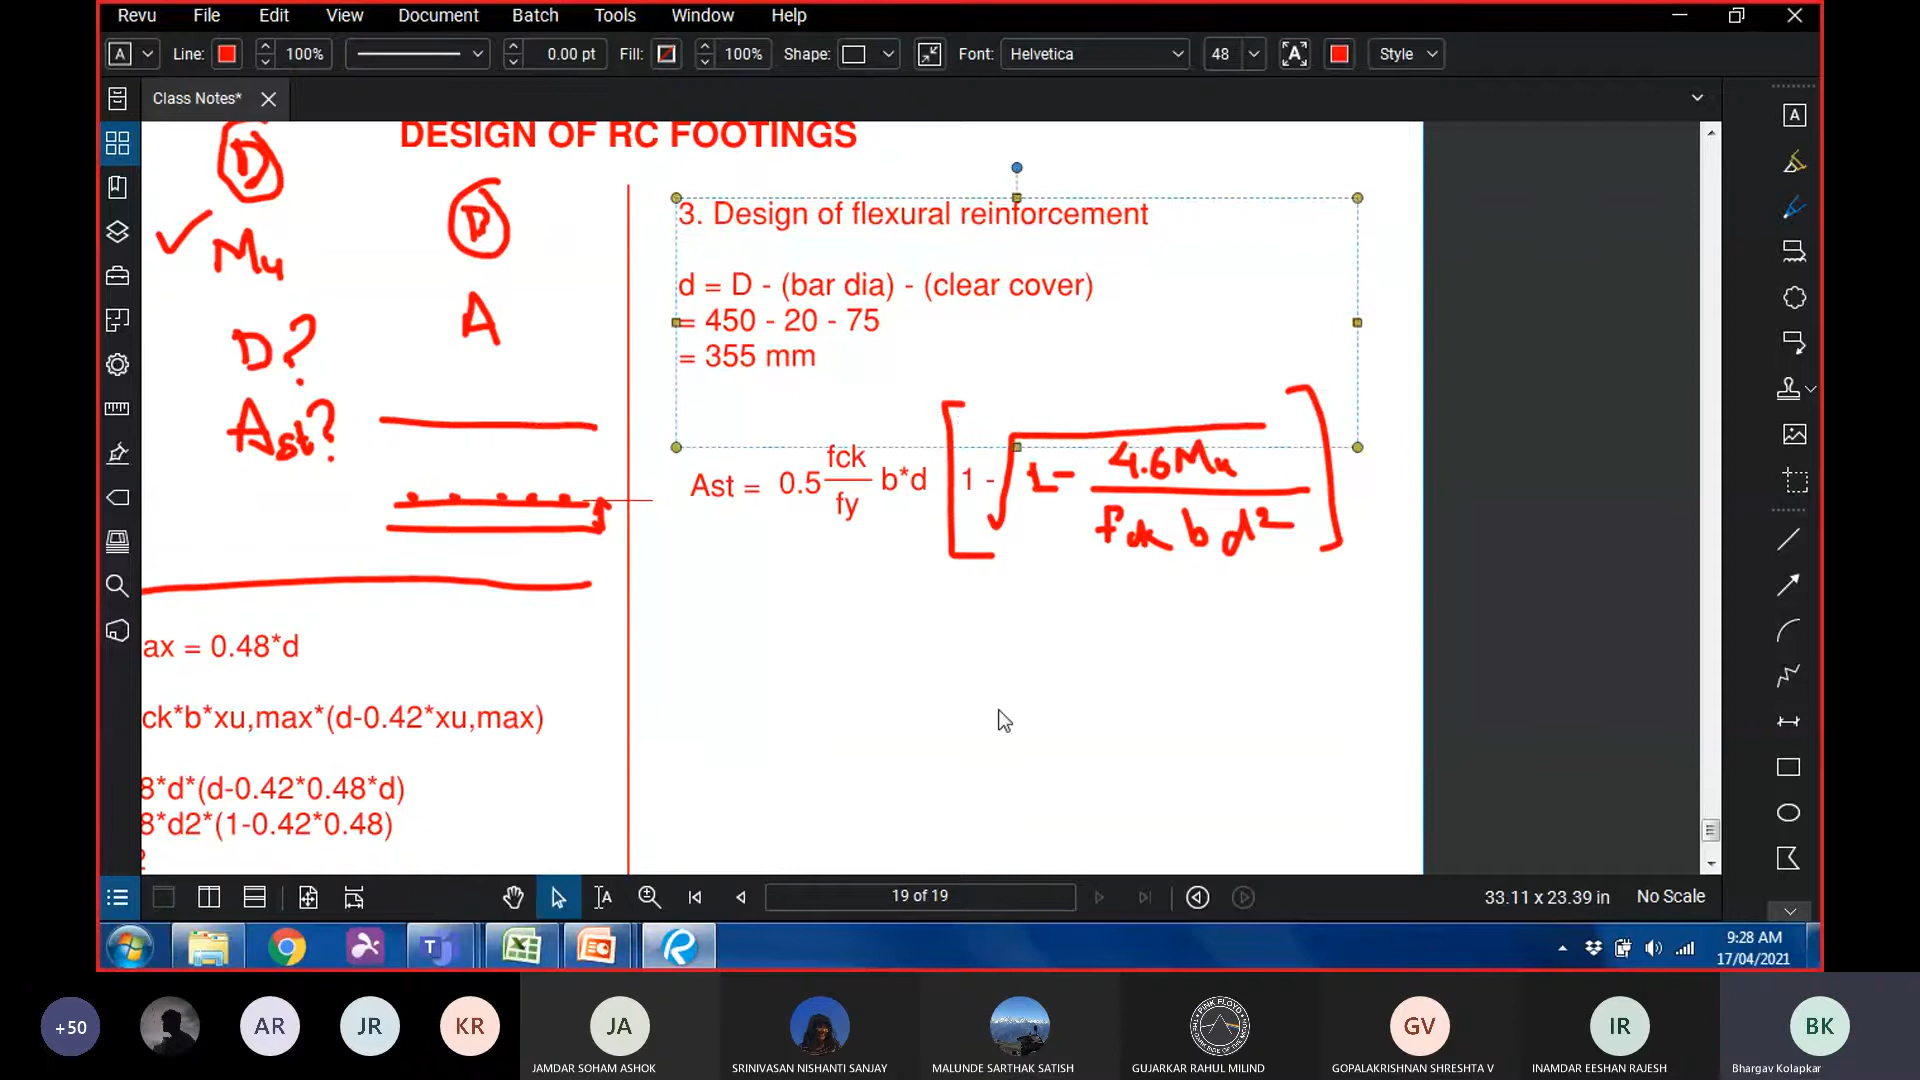 Revu File Edit View Document Batch Tools Window Help
A Line: 100% 0.00 pt Fill: 100% Shape: Font: Helvetica 48 A Style
Class Notes*
DESIGN OF RC FOOTINGS
D
Mu
D?
Ast?
D
A
3. Design of flexural reinforcement
d = D - (bar dia) - (clear cover)
= 450 - 20 - 75
= 355 mm
Ast = 0.5 fck/fy b*d [1 - √1 - 4.6Mu/fck b d2]
ax = 0.48*d
ck*b*xu,max*(d-0.42*xu,max)
8*d*(d-0.42*0.48*d)
8*d2*(1-0.42*0.48)
19 of 19
33.11 x 23.39 in No Scale
9:28 AM
17/04/2021
+50
AR
JR
KR
JA
JAMDAR SOHAM ASHOK
SRINIVASAN NISHANTI SANJAY
MALUNDE SARTHAK SATISH
PINK FLOYD
GUJARKAR RAHUL MILIND
GV
GOPALAKRISHNAN SHRESHTA V
IR
INAMDAR EESHAN RAJESH
BK
Bhargav Kolapkar